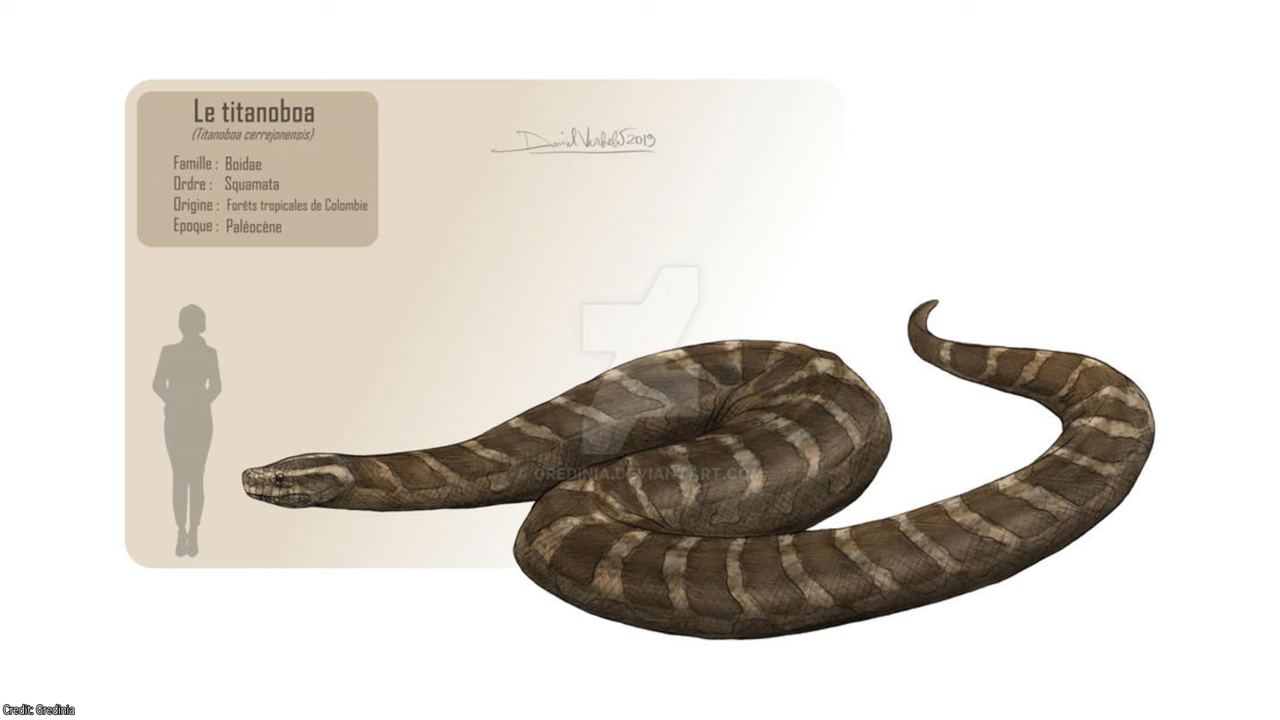 Le titanoboa
(Titanoboa cerrejonensis)
Famille : Boidae
Ordre : Squamata
Origine : Forêts tropicales de Colombie
Epoque : Paléocène
2019
© GREDINIA.DEVIANTART.COM
Credit: Gredinia